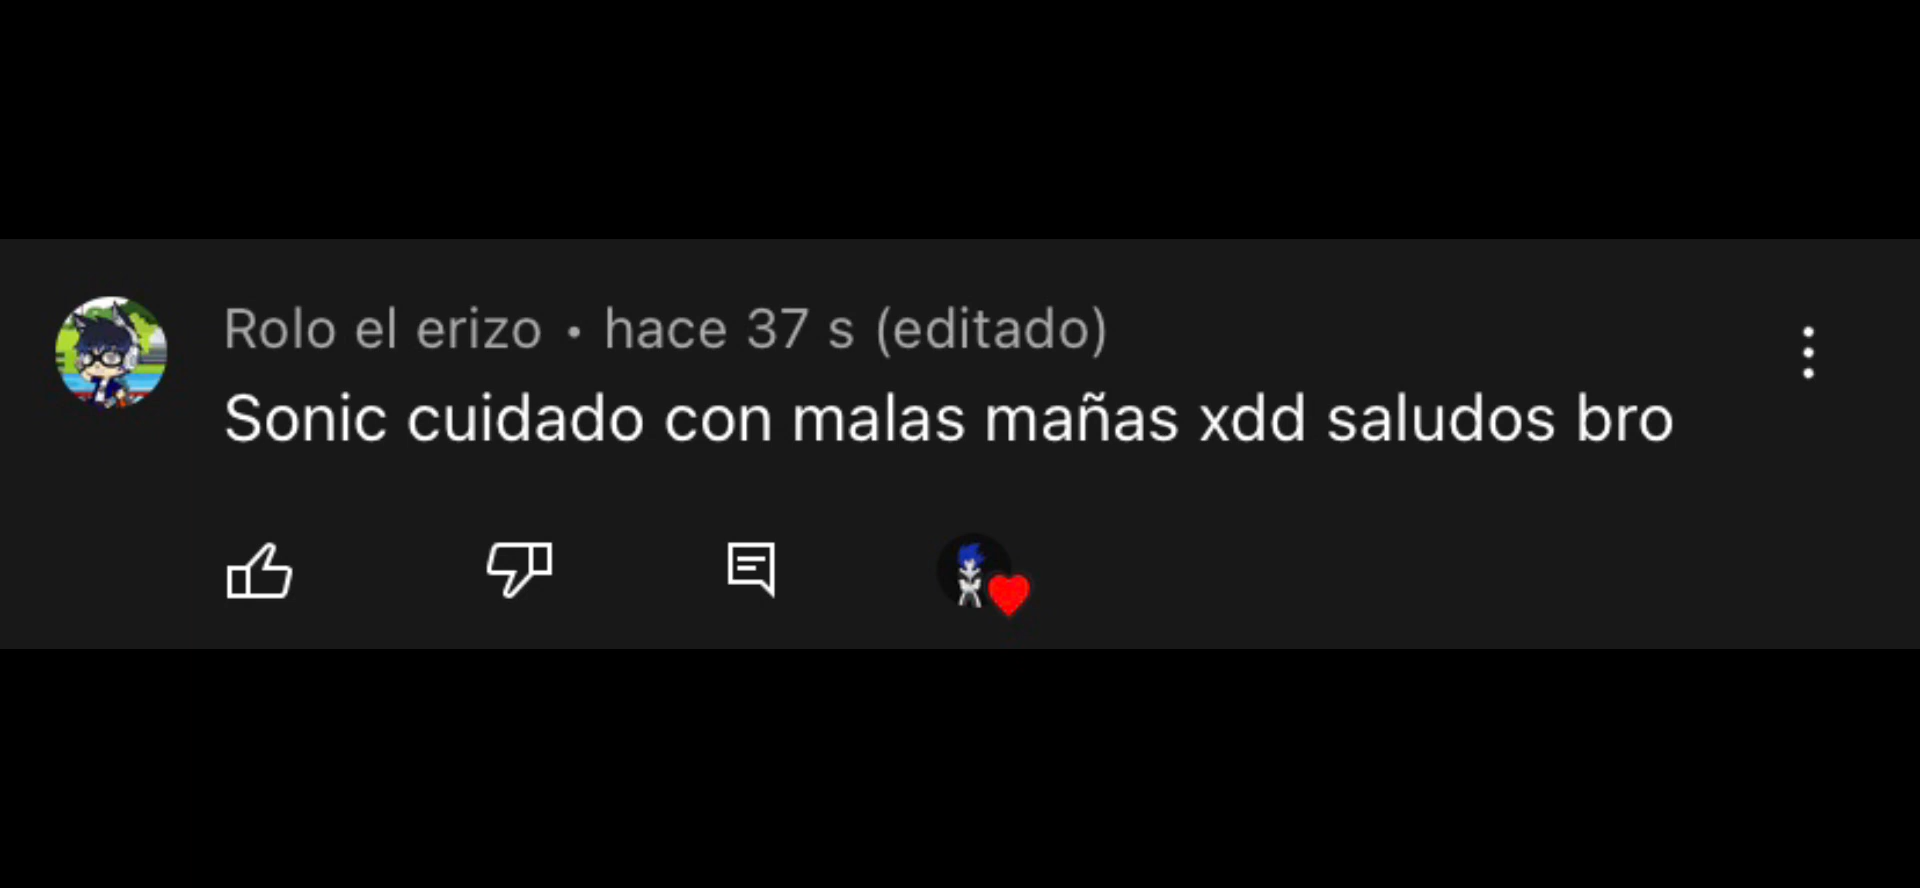 Rolo el erizo • hace 37 s (editado)
Sonic cuidado con malas mañas xdd saludos bro